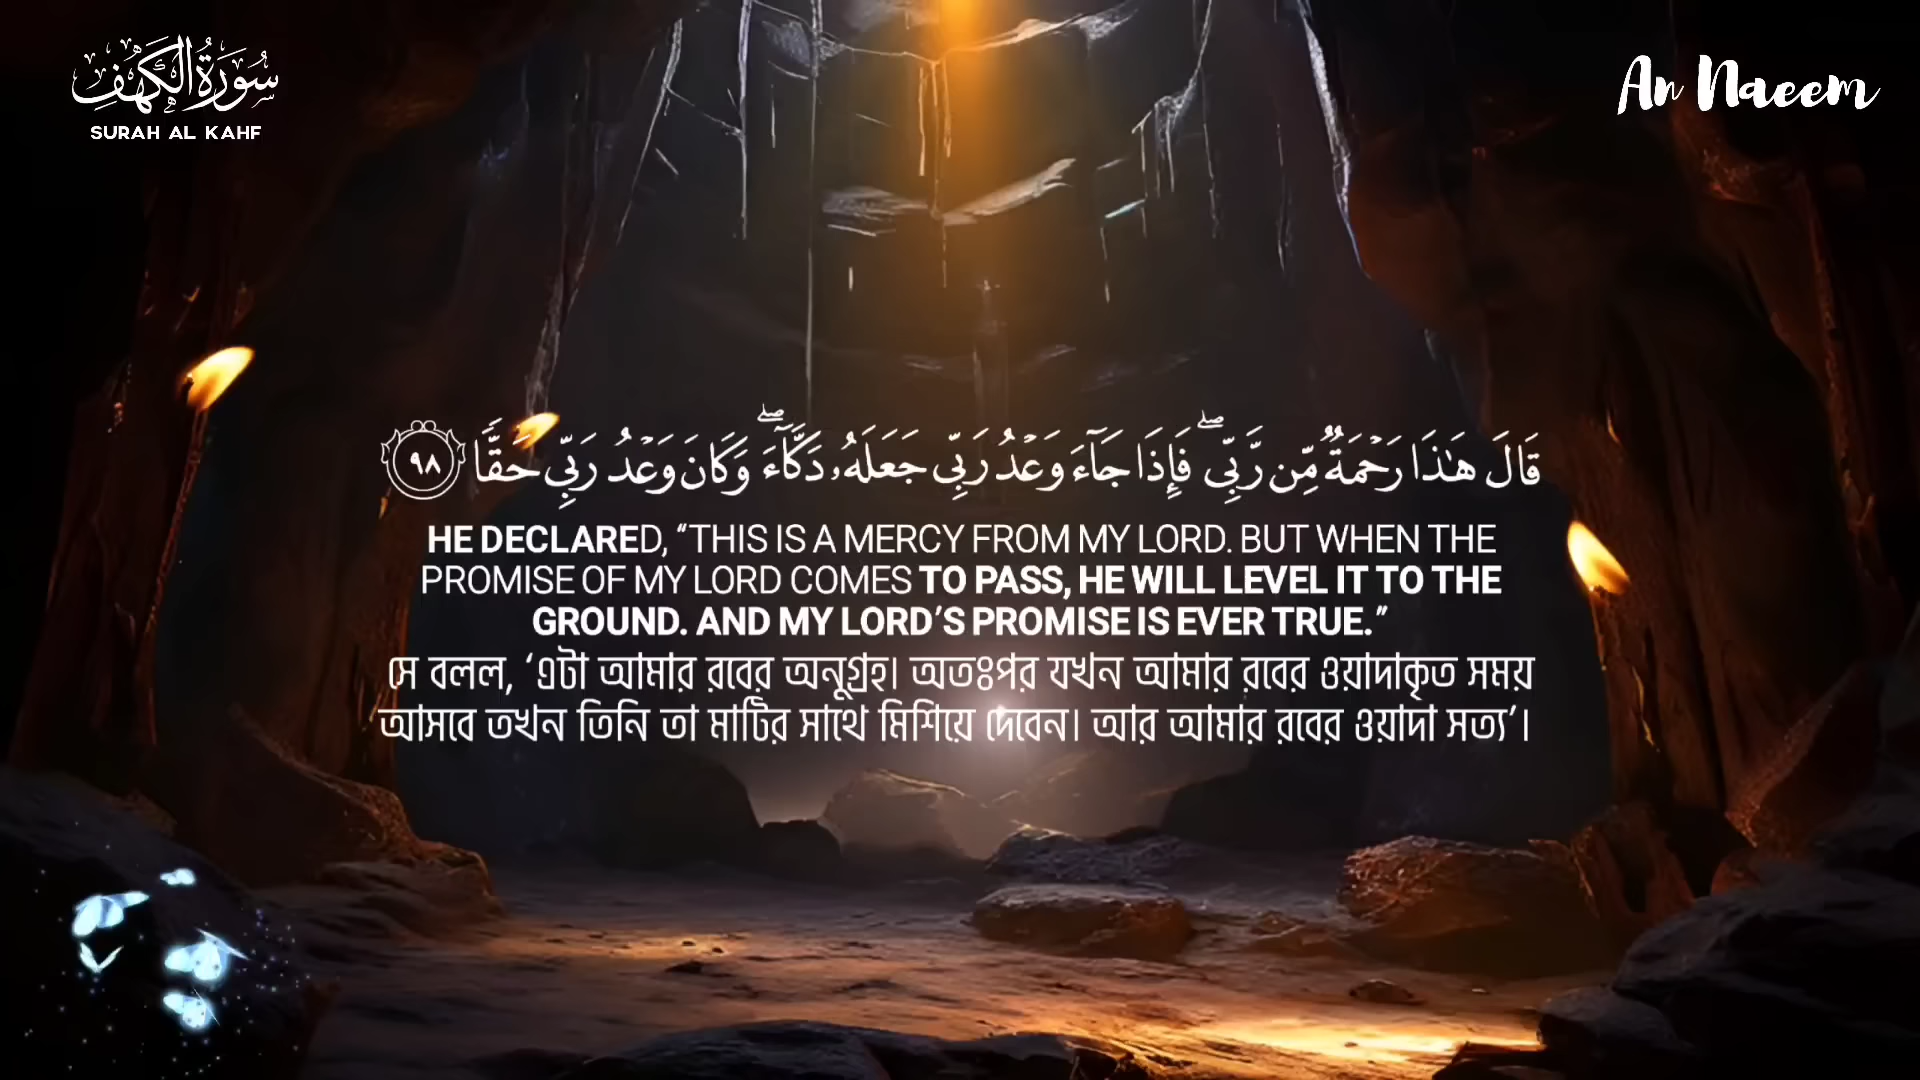 سُورَةُ الْكَهْفِ
SURAH AL KAHF
An Naeem
قَالَ هَـٰذَا رَحْمَةٌ مِّن رَّبِّى ۖ فَإِذَا جَآءَ وَعْدُ رَبِّى جَعَلَهُۥ دَكَّآءَ ۖ وَكَانَ وَعْدُ رَبِّى حَقًّا ٩٨
HE DECLARED, “THIS IS A MERCY FROM MY LORD. BUT WHEN THE
PROMISE OF MY LORD COMES TO PASS, HE WILL LEVEL IT TO THE
GROUND. AND MY LORD’S PROMISE IS EVER TRUE.”
সে বলল, ‘এটা আমার রবের অনুগ্রহ। অতঃপর যখন আমার রবের ওয়াদাকৃত সময়
আসবে তখন তিনি তা মাটির সাথে মিশিয়ে দেবেন। আর আমার রবের ওয়াদা সত্য’।